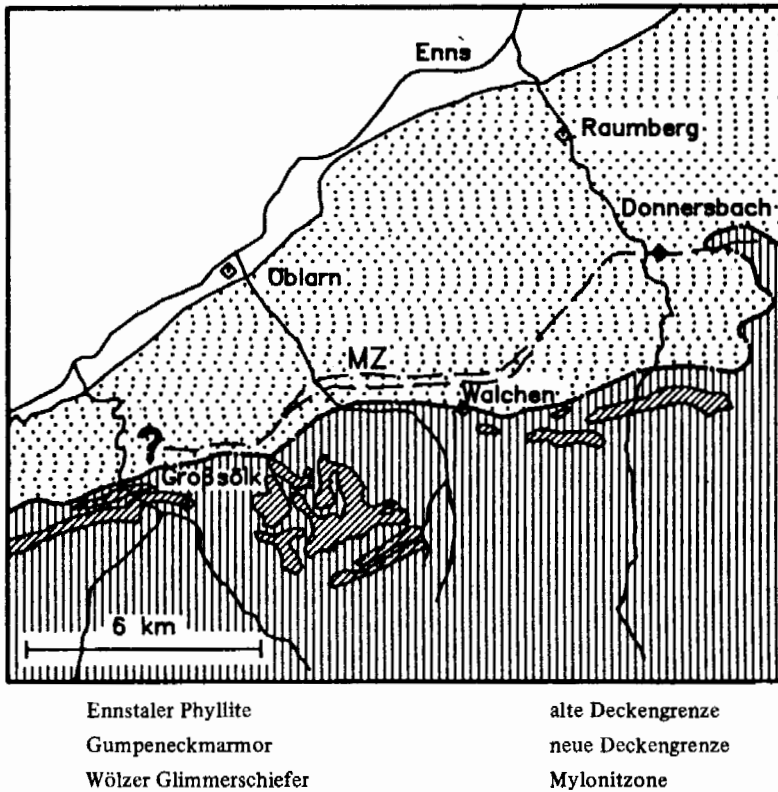 Enns
Raumberg
Donnersbach
Öblarn
MZ
Walchen
?
Großsölk
6 km
Ennstaler Phyllite
alte Deckengrenze
Gumpeneckmarmor
neue Deckengrenze
Wölzer Glimmerschiefer
Mylonitzone